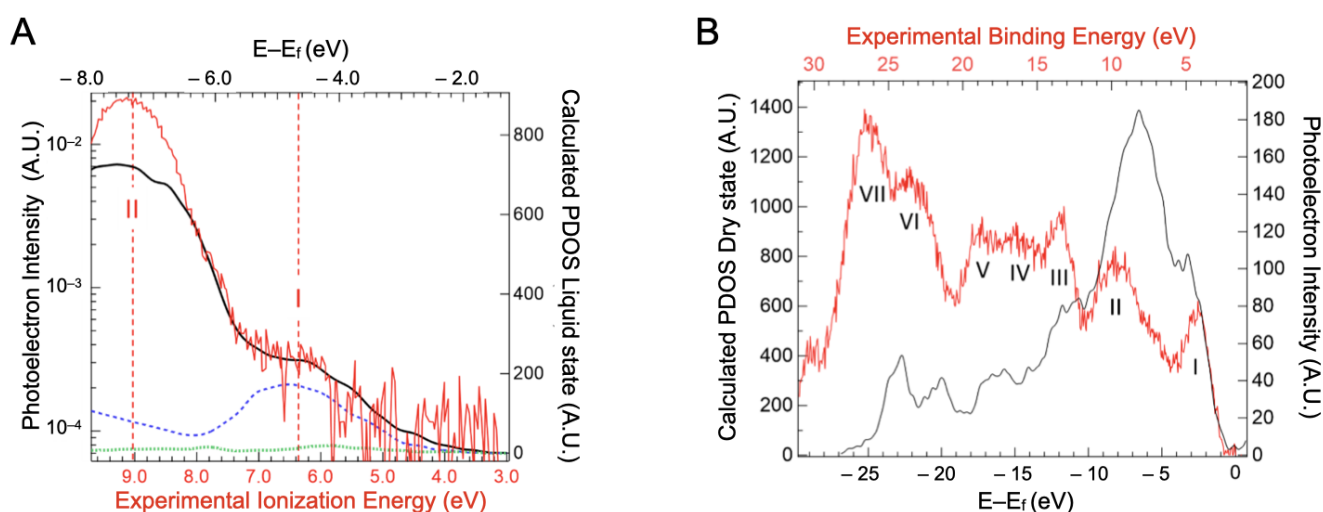 A
E–Ef (eV)
– 8.0 – 6.0 – 4.0 – 2.0
Photoelectron Intensity (A.U.)
10–2
10–3
10–4
II
I
800
600
400
200
0
Calculated PDOS Liquid state (A.U.)
9.0 8.0 7.0 6.0 5.0 4.0 3.0
Experimental Ionization Energy (eV)
B
Experimental Binding Energy (eV)
30 25 20 15 10 5
Calculated PDOS Dry state (A.U.)
1400
1200
1000
800
600
400
200
0
VII
VI
V
IV
III
II
I
200
180
160
140
120
100
80
60
40
20
0
Photoelectron Intensity (A.U.)
– 25 – 20 – 15 – 10 – 5 0
E–Ef (eV)